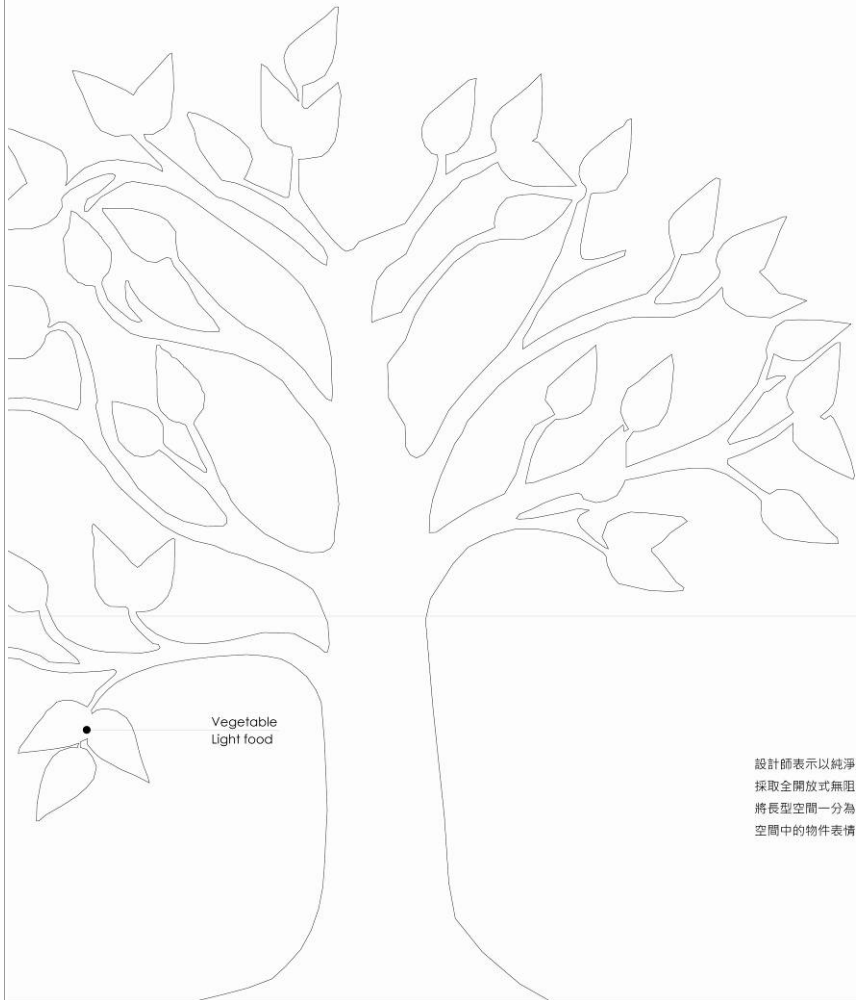 Vegetable
Light food
設計師表示以純淨
採取全開放式無阻
將長型空間一分為
空間中的物件表情